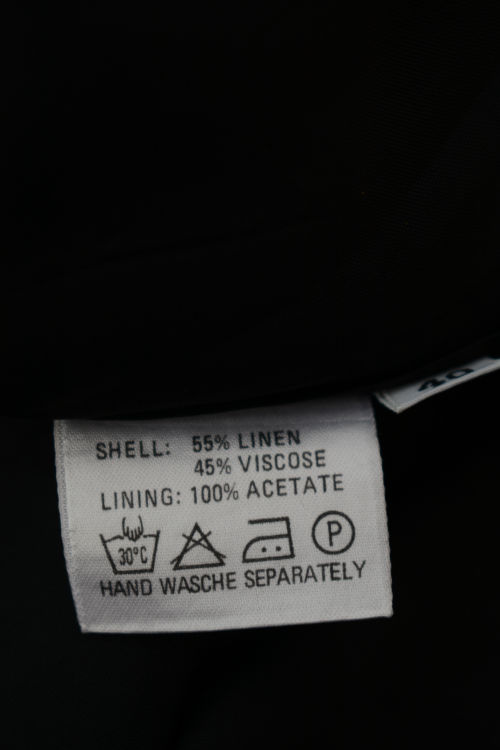 40
SHELL: 55% LINEN
45% VISCOSE
LINING: 100% ACETATE
30°C P
HAND WASCHE SEPARATELY